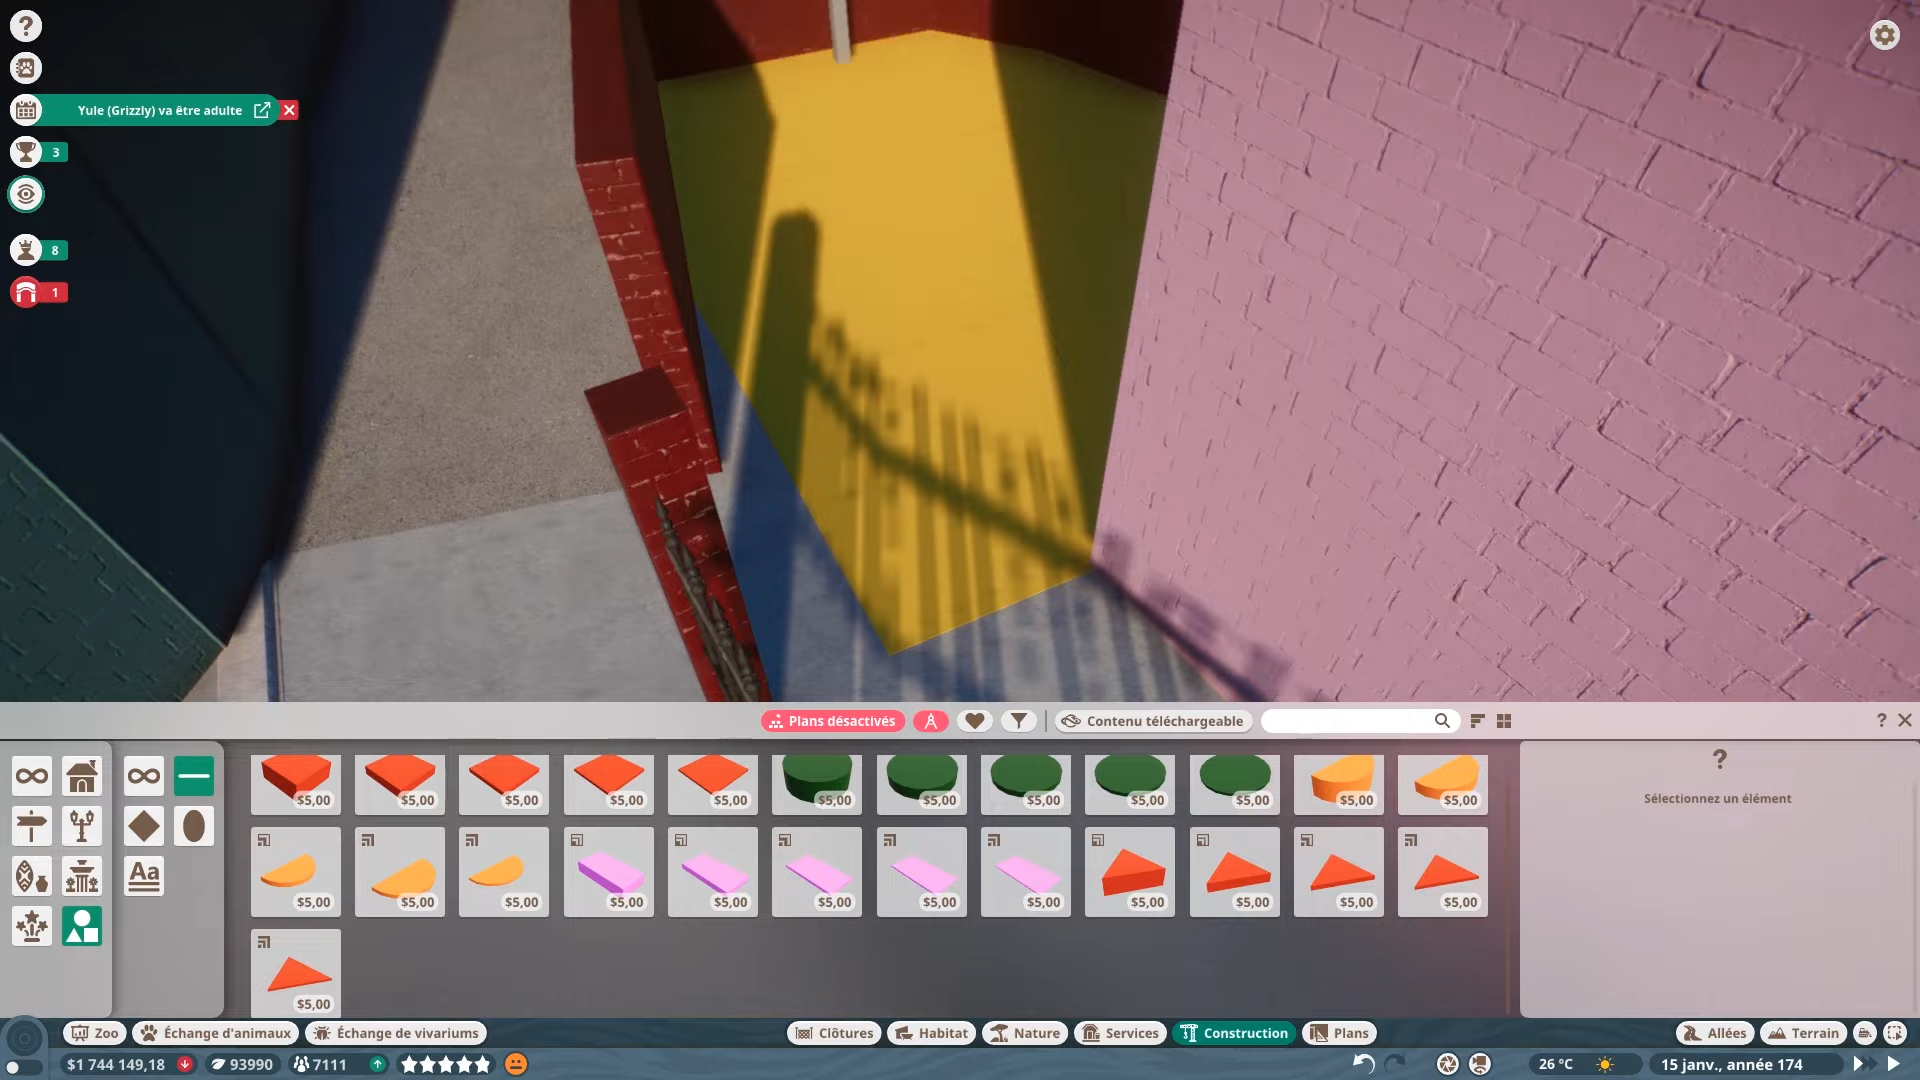 ?
Yule (Grizzly) va être adulte
3
8
1
Plans désactivés
Contenu téléchargeable
?
$5,00 $5,00 $5,00 $5,00 $5,00 $5,00 $5,00 $5,00 $5,00 $5,00 $5,00 $5,00
?
Sélectionnez un élément
Aa
$5,00 $5,00 $5,00 $5,00 $5,00 $5,00 $5,00 $5,00 $5,00 $5,00 $5,00 $5,00
$5,00
Zoo Échange d'animaux Échange de vivariums Clôtures Habitat Nature Services Construction Plans Allées Terrain
$1 744 149,18 93990 7111 26 °C 15 janv., année 174